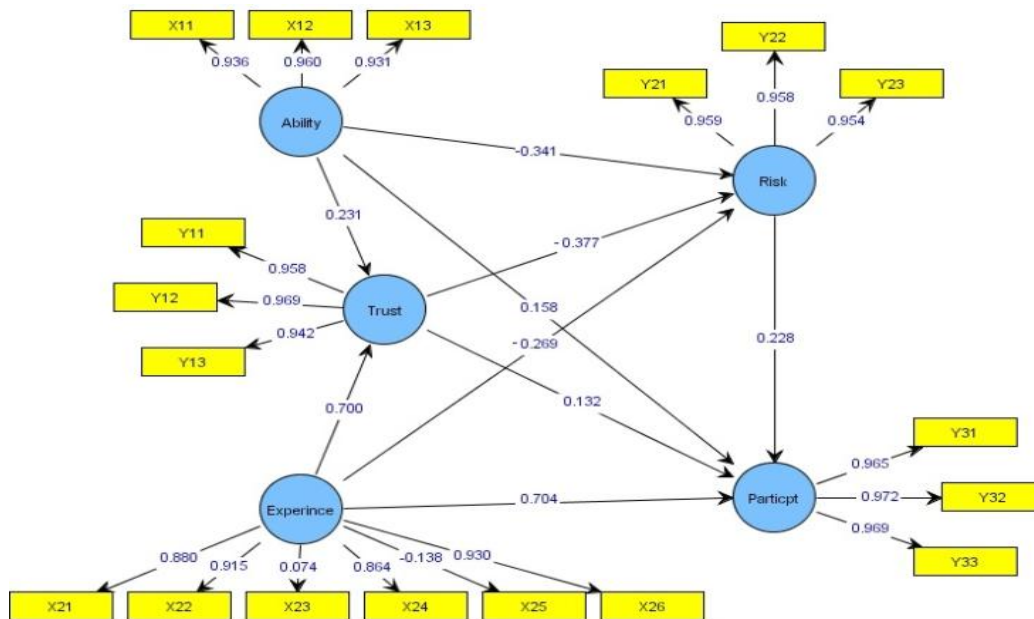 X11
X12
X13
0.936
0.960
0.931
Ability
Y22
Y21
Y23
0.959
0.958
0.954
Risk
-0.341
0.231
-0.377
0.158
-0.269
0.228
Y11
0.958
Y12
0.969
Trust
Y13
0.942
0.132
0.700
Experince
0.704
Particpt
Y31
0.965
Y32
0.972
Y33
0.969
0.880
0.915
0.074
0.864
-0.138
0.930
X21
X22
X23
X24
X25
X26